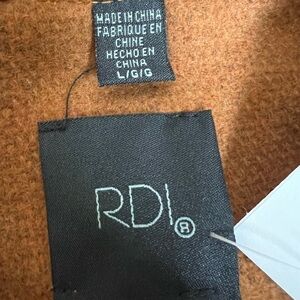 MADE IN CHINA
FABRIQUE EN
CHINE
HECHO EN
CHINA
L/G/G
RDI®